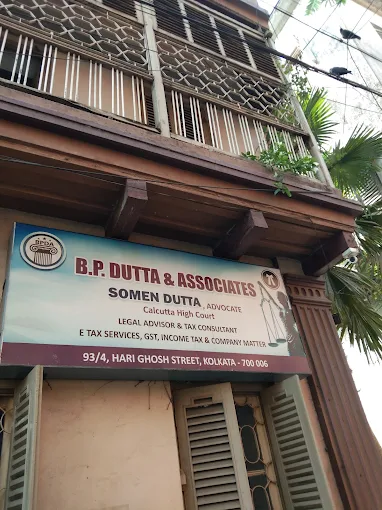 BPDA
B.P. DUTTA & ASSOCIATES
SOMEN DUTTA, ADVOCATE
Calcutta High Court
LEGAL ADVISOR & TAX CONSULTANT
E TAX SERVICES, GST, INCOME TAX & COMPANY MATTER
93/4, HARI GHOSH STREET, KOLKATA - 700 006